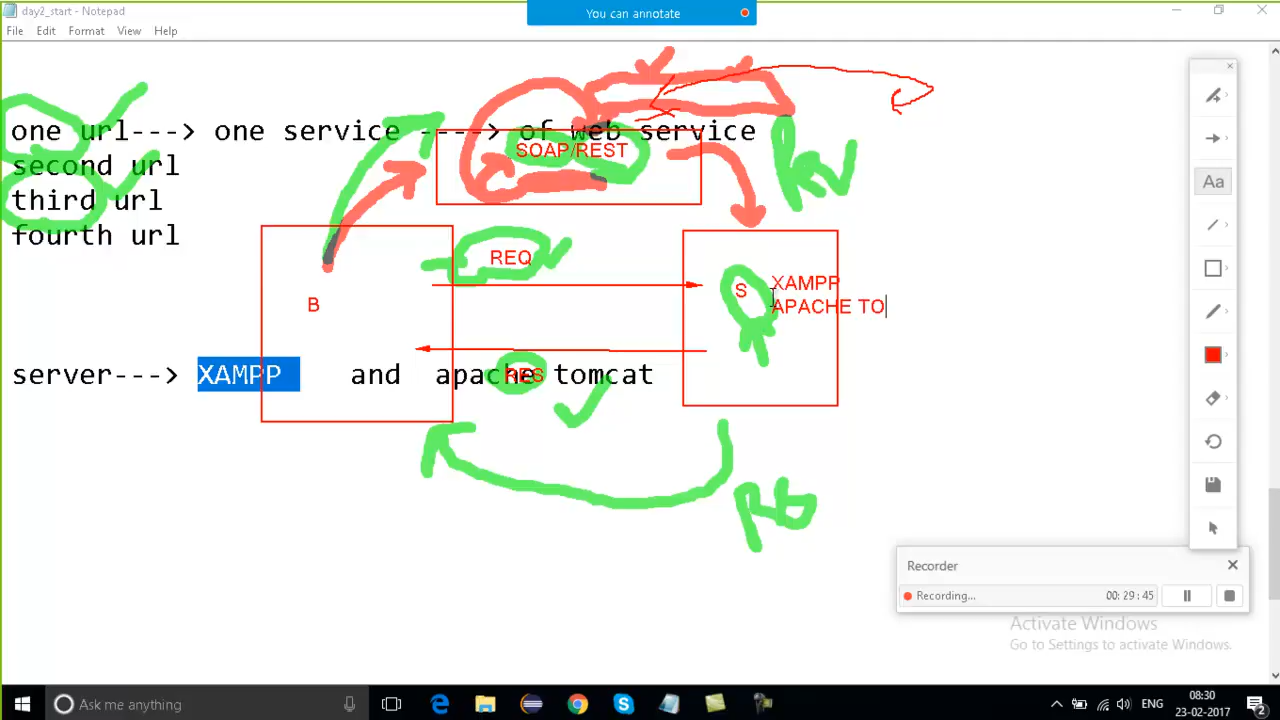 day2_start - Notepad
You can annotate
File Edit Format View Help
one url---> one service ----> of web service
SOAP/REST
second url
third url
fourth url
REQ
B
S
XAMPP
APACHE TO
server---> XAMPP and apache tomcat
RES
Aa
Recorder
Recording...
00:29:45
Activate Windows
Go to Settings to activate Windows.
Ask me anything
ENG
08:30
23-02-2017
2